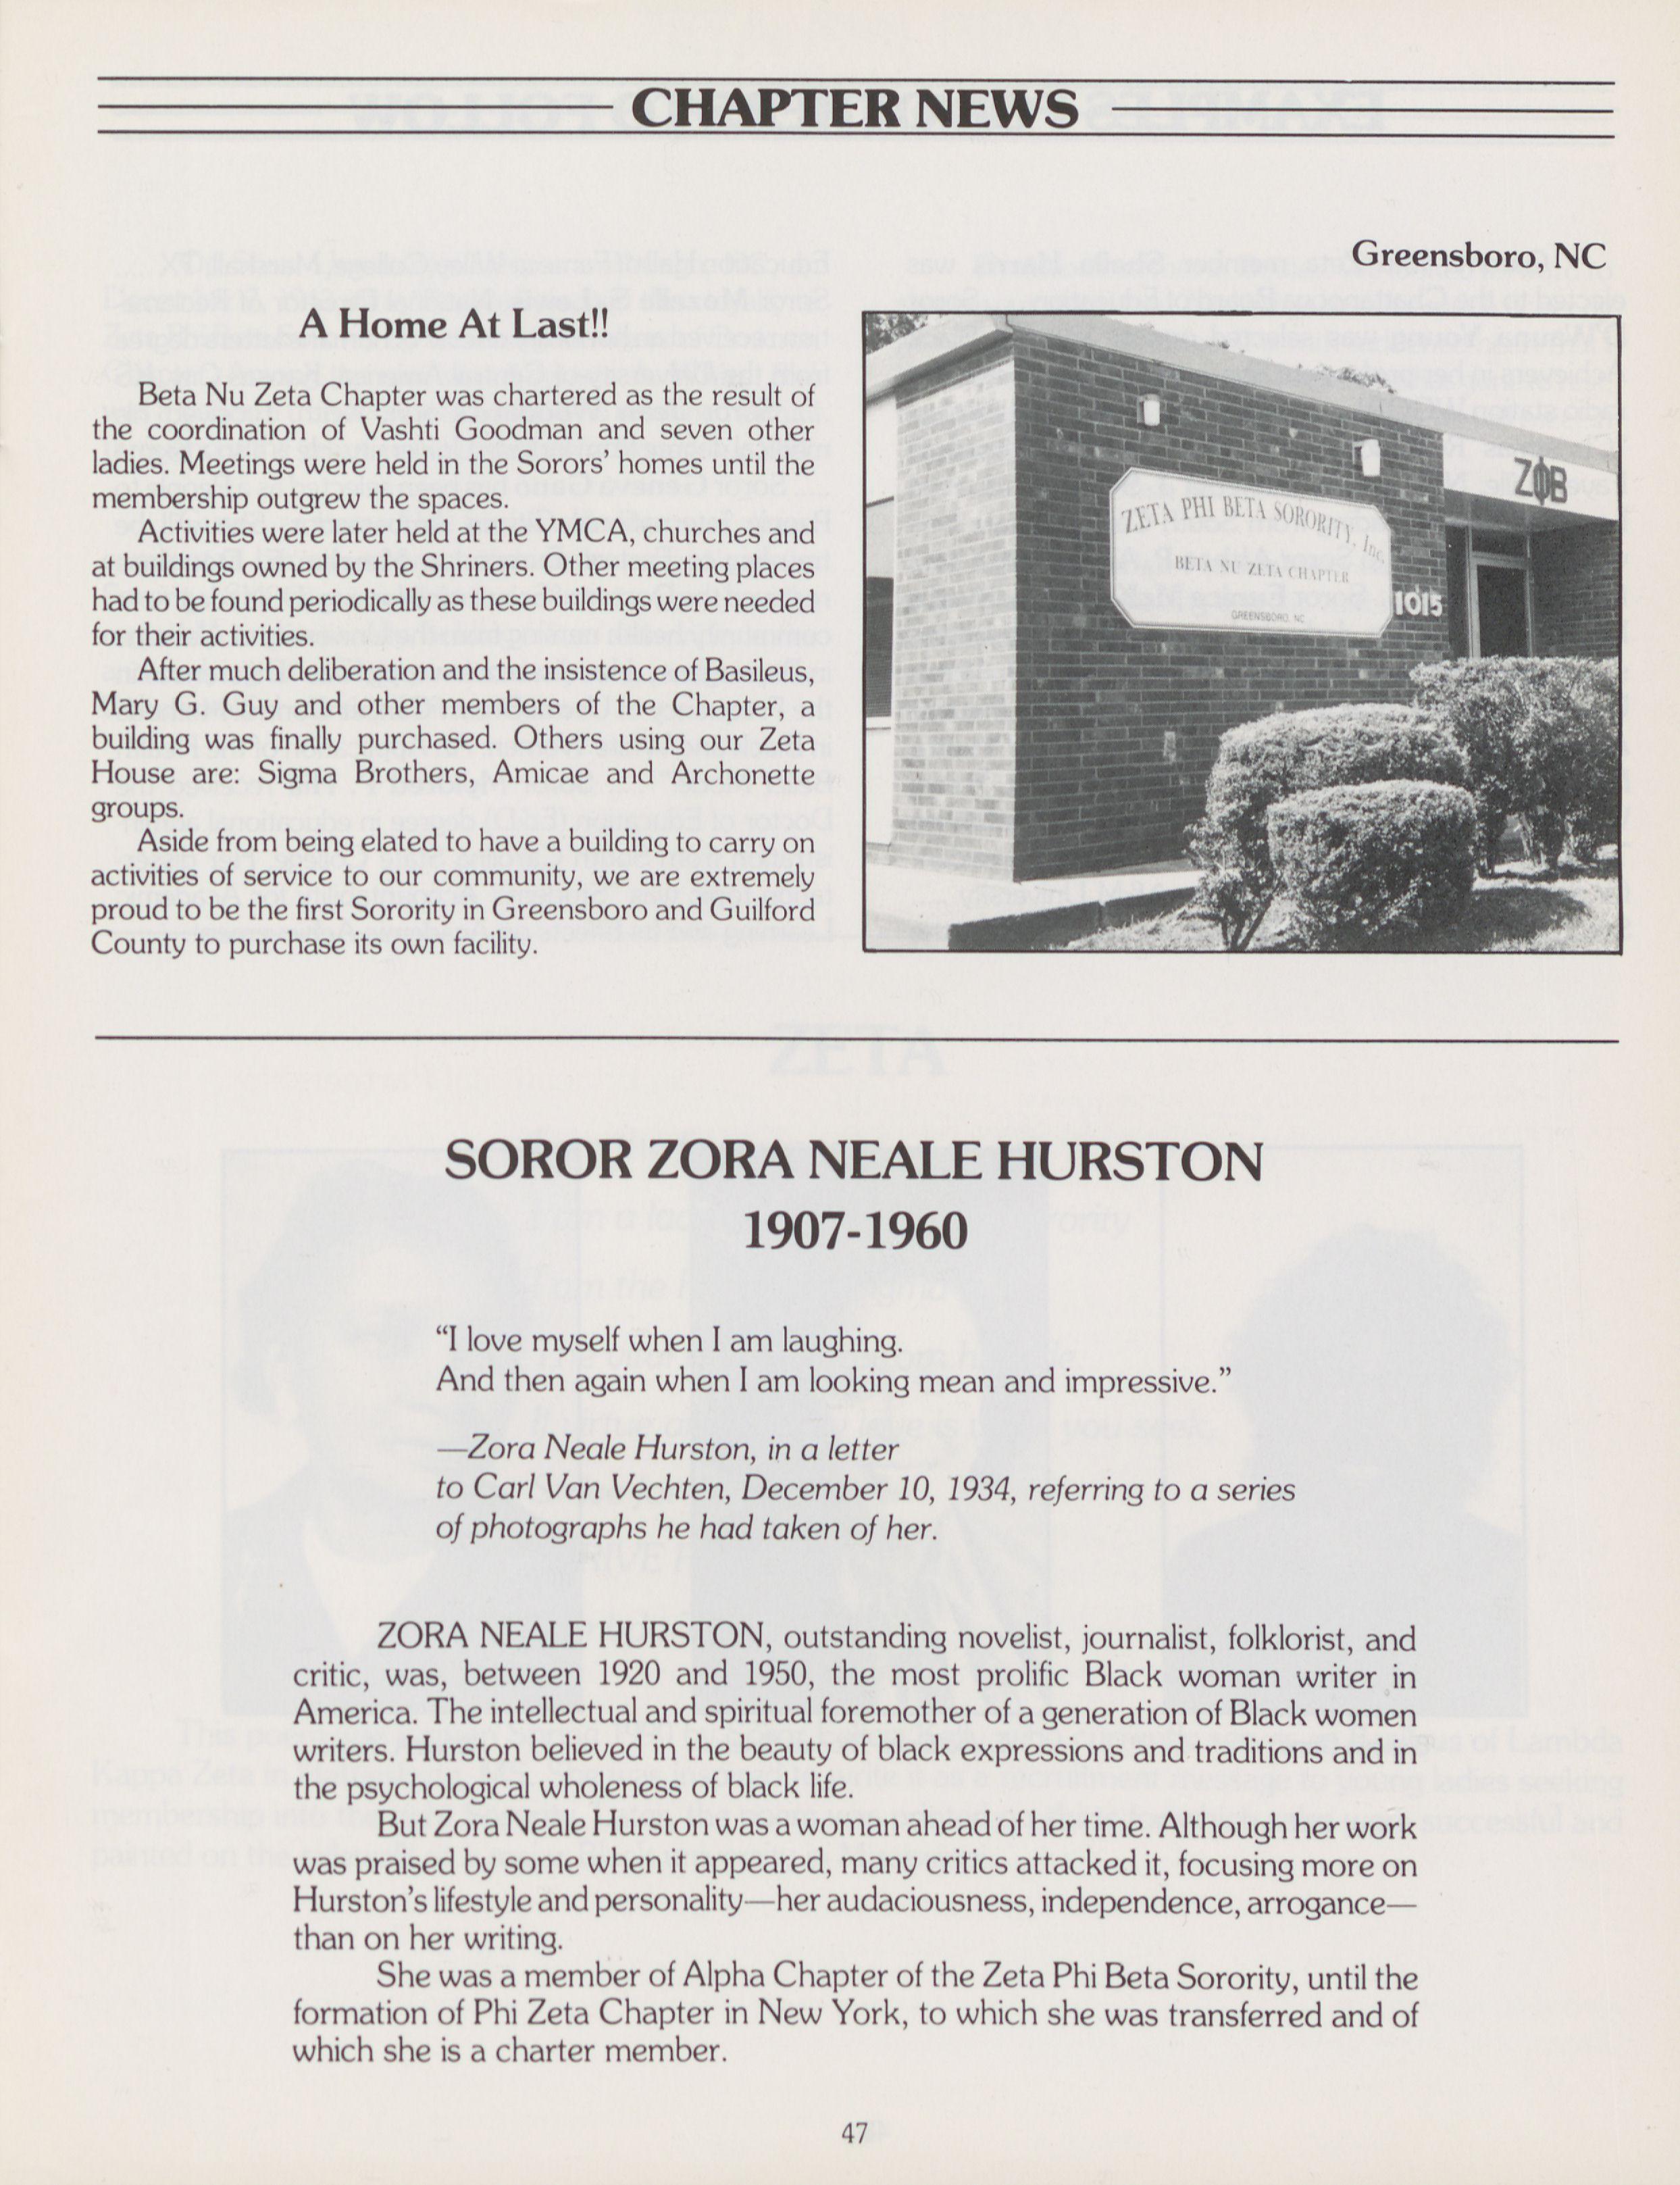 CHAPTER NEWS
Greensboro, NC
A Home At Last!!
Beta Nu Zeta Chapter was chartered as the result of
the coordination of Vashti Goodman and seven other
ladies. Meetings were held in the Sorors' homes until the
membership outgrew the spaces.
Activities were later held at the YMCA, churches and
at buildings owned by the Shriners. Other meeting places
had to be found periodically as these buildings were needed
for their activities.
After much deliberation and the insistence of Basileus,
Mary G. Guy and other members of the Chapter, a
building was finally purchased. Others using our Zeta
House are: Sigma Brothers, Amicae and Archonette
groups.
Aside from being elated to have a building to carry on
activities of service to our community, we are extremely
proud to be the first Sorority in Greensboro and Guilford
County to purchase its own facility.
ΖΦΒ
ZETA PHI BETA SORORITY, Inc.
BETA NU ZETA CHAPTER
GREENSBORO, NC
1015
SOROR ZORA NEALE HURSTON
1907-1960
“I love myself when I am laughing.
And then again when I am looking mean and impressive.”
—Zora Neale Hurston, in a letter
to Carl Van Vechten, December 10, 1934, referring to a series
of photographs he had taken of her.
ZORA NEALE HURSTON, outstanding novelist, journalist, folklorist, and
critic, was, between 1920 and 1950, the most prolific Black woman writer in
America. The intellectual and spiritual foremother of a generation of Black women
writers. Hurston believed in the beauty of black expressions and traditions and in
the psychological wholeness of black life.
But Zora Neale Hurston was a woman ahead of her time. Although her work
was praised by some when it appeared, many critics attacked it, focusing more on
Hurston's lifestyle and personality—her audaciousness, independence, arrogance—
than on her writing.
She was a member of Alpha Chapter of the Zeta Phi Beta Sorority, until the
formation of Phi Zeta Chapter in New York, to which she was transferred and of
which she is a charter member.
47